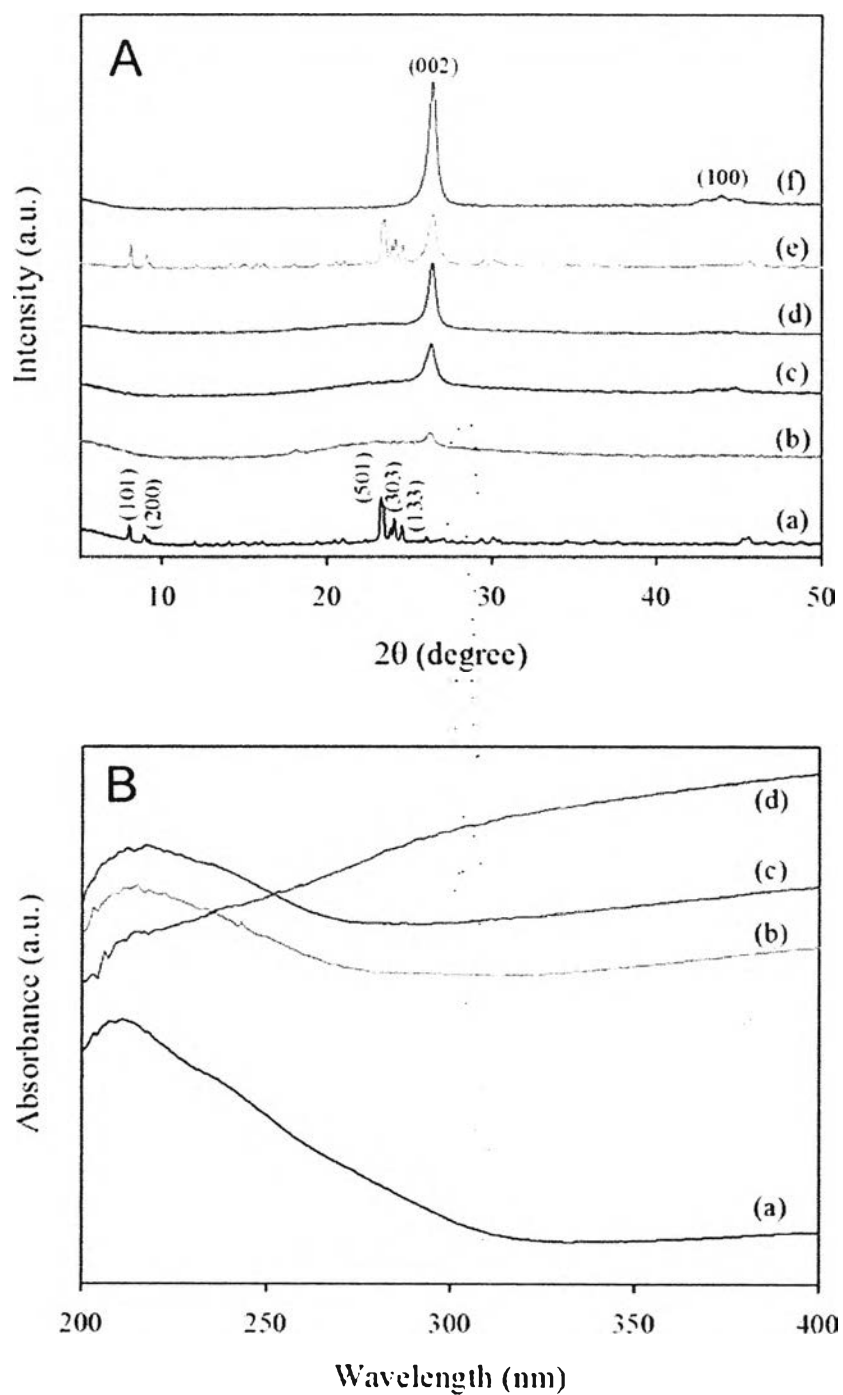 A
(002)
(100)
(f)
(e)
(d)
(c)
(b)
(101)
(200)
(501)
(303)
(133)
(a)
Intensity (a.u.)
10 20 30 40 50
2θ (degree)
B
(d)
(c)
(b)
(a)
Absorbance (a.u.)
200 250 300 350 400
Wavelength (nm)